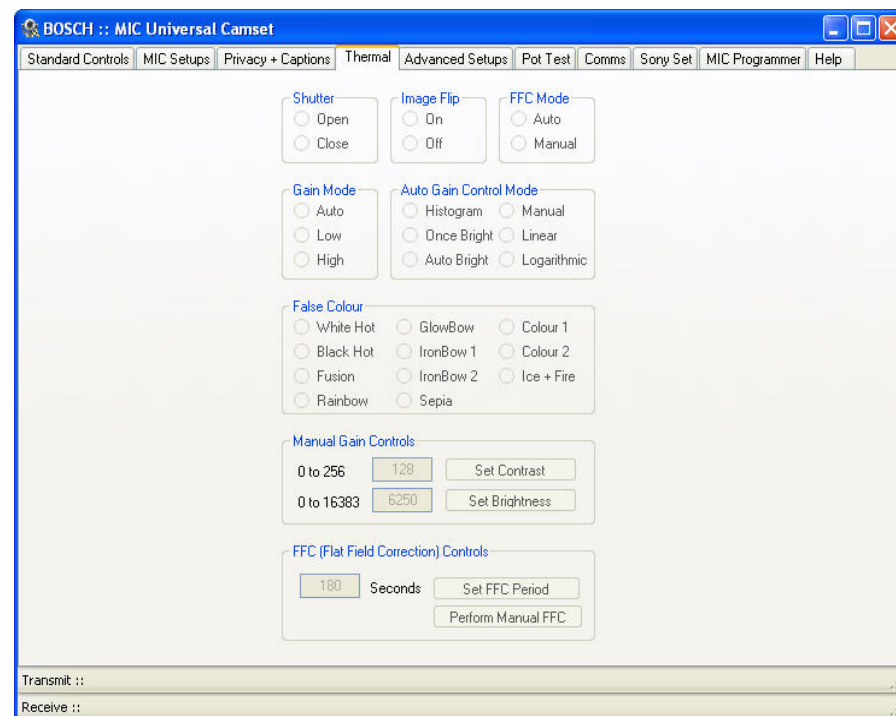 BOSCH :: MIC Universal Camset
Standard Controls MIC Setups Privacy + Captions Thermal Advanced Setups Pot Test Comms Sony Set MIC Programmer Help
Shutter Image Flip FFC Mode
Open On Auto
Close Off Manual
Gain Mode Auto Gain Control Mode
Auto Histogram Manual
Low Once Bright Linear
High Auto Bright Logarithmic
False Colour
White Hot GlowBow Colour 1
Black Hot IronBow 1 Colour 2
Fusion IronBow 2 Ice + Fire
Rainbow Sepia
Manual Gain Controls
0 to 256 128 Set Contrast
0 to 16383 6250 Set Brightness
FFC (Flat Field Correction) Controls
180 Seconds Set FFC Period
Perform Manual FFC
Transmit ::
Receive ::